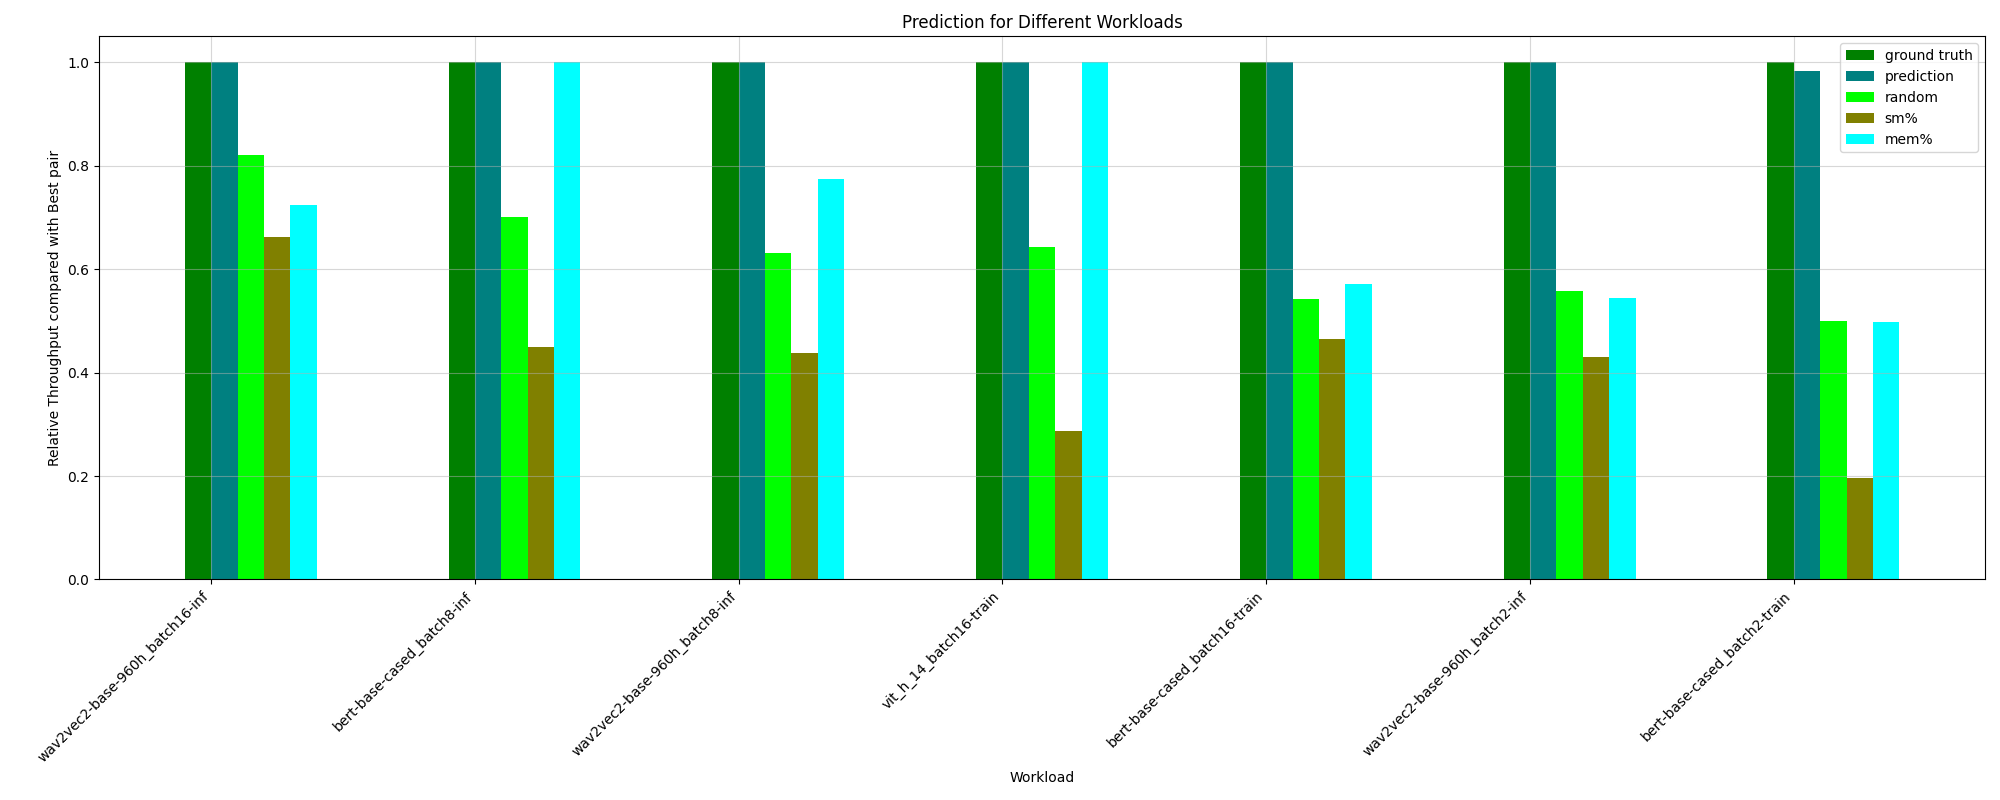 Prediction for Different Workloads
ground truth
prediction
random
sm%
mem%
Relative Throughput compared with Best pair
1.0
0.8
0.6
0.4
0.2
0.0
wav2vec2-base-960h_batch16-inf
bert-base-cased_batch8-inf
wav2vec2-base-960h_batch8-inf
vit_h_14_batch16-train
bert-base-cased_batch16-train
wav2vec2-base-960h_batch2-inf
bert-base-cased_batch2-train
Workload